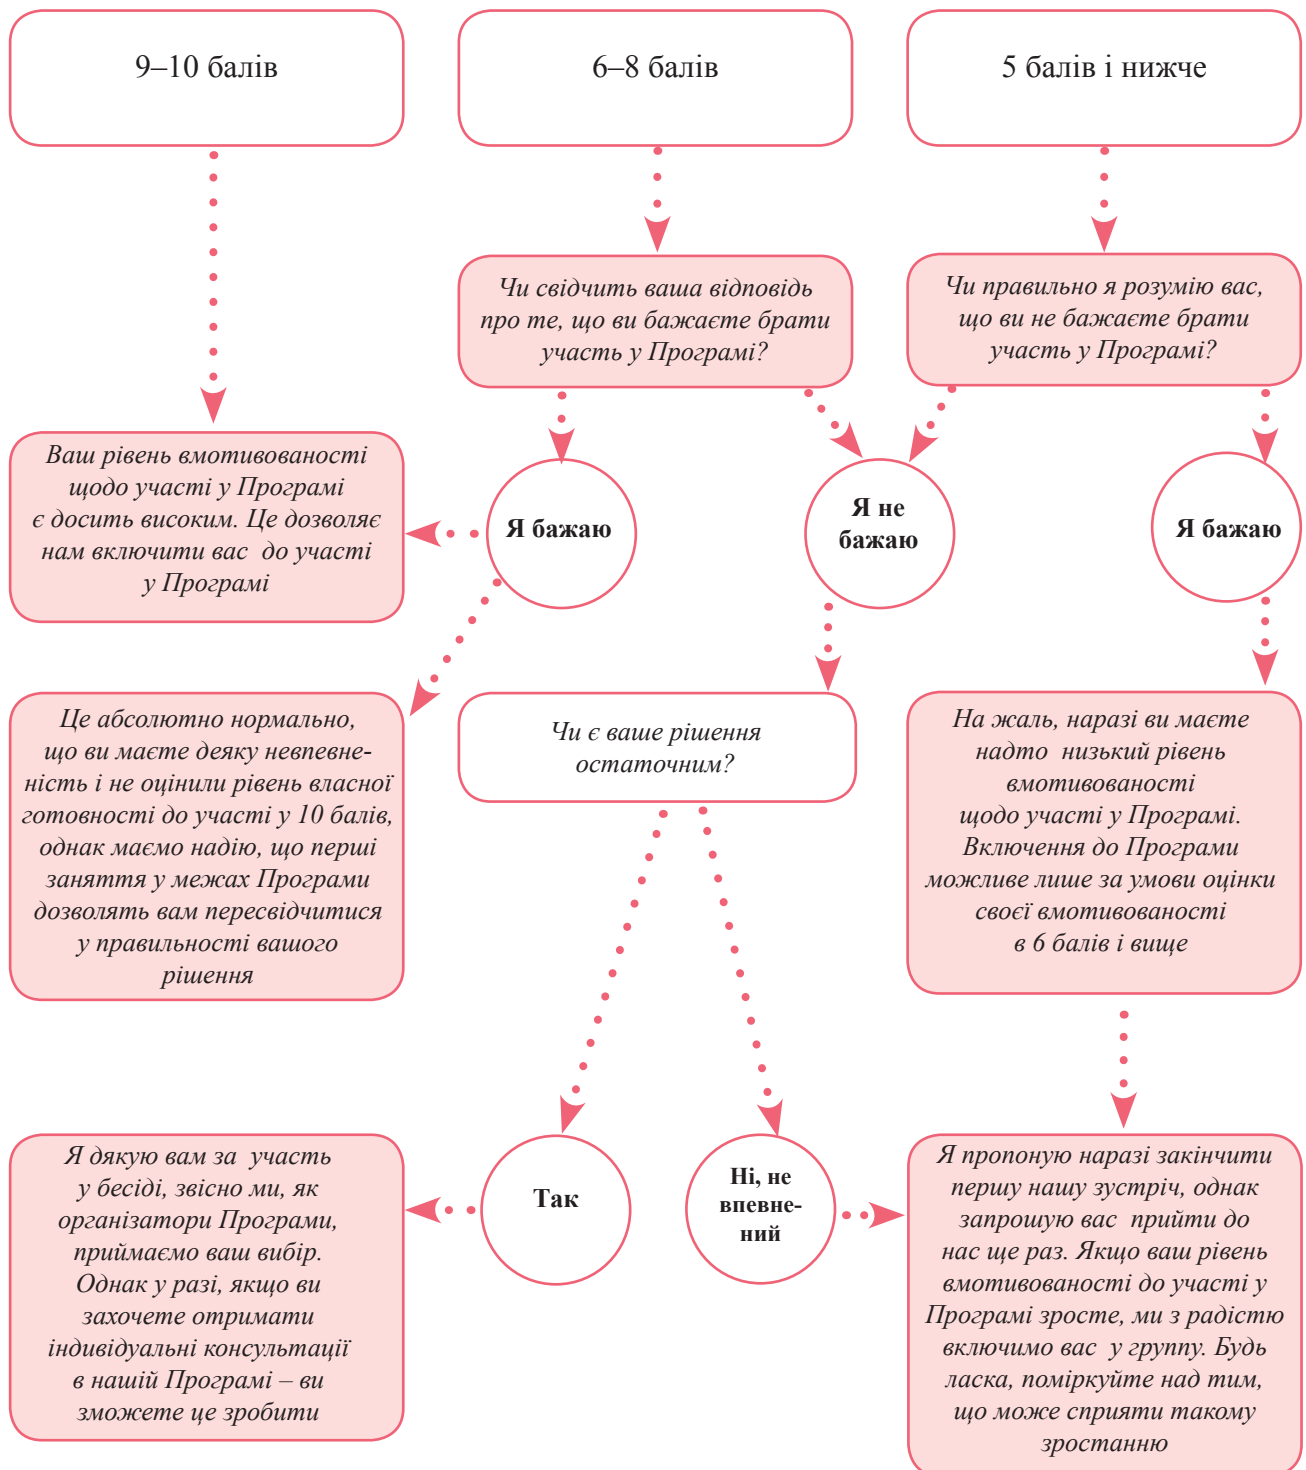 9–10 балів
6–8 балів
5 балів і нижче
Чи свідчить ваша відповідь
про те, що ви бажаєте брати
участь у Програмі?
Чи правильно я розумію вас,
що ви не бажаєте брати
участь у Програмі?
Ваш рівень вмотивованості
щодо участі у Програмі
є досить високим. Це дозволяє
нам включити вас до участі
у Програмі
Я бажаю
Я не
бажаю
Я бажаю
Це абсолютно нормально,
що ви маєте деяку невпевне-
ність і не оцінили рівень власної
готовності до участі у 10 балів,
однак маємо надію, що перші
заняття у межах Програми
дозволять вам пересвідчитися
у правильності вашого
рішення
Чи є ваше рішення
остаточним?
На жаль, наразі ви маєте
надто низький рівень
вмотивованості
щодо участі у Програмі.
Включення до Програми
можливе лише за умови оцінки
своєї вмотивованості
в 6 балів і вище
Я дякую вам за участь
у бесіді, звісно ми, як
організатори Програми,
приймаємо ваш вибір.
Однак у разі, якщо ви
захочете отримати
індивідуальні консультації
в нашій Програмі – ви
зможете це зробити
Так
Ні, не
впевне-
ний
Я пропоную наразі закінчити
першу нашу зустріч, однак
запрошую вас прийти до
нас ще раз. Якщо ваш рівень
вмотивованості до участі у
Програмі зросте, ми з радістю
включимо вас у группу. Будь
ласка, поміркуйте над тим,
що може сприяти такому
зростанню